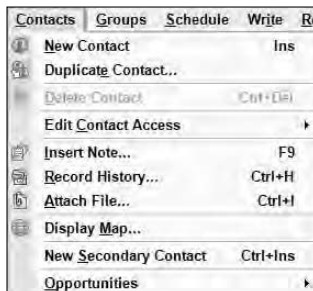 Contacts Groups Schedule Write R
New Contact Ins
Duplicate Contact...
Delete Contact Ctrl+Del
Edit Contact Access
Insert Note... F9
Record History... Ctrl+H
Attach File... Ctrl+I
Display Map...
New Secondary Contact Ctrl+Ins
Opportunities